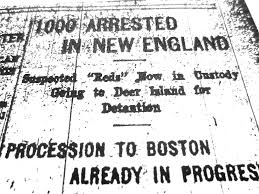 1000 ARRESTED
IN NEW ENGLAND
Suspected "Reds" Now in Custody
Going to Deer Island for
Detention
PROCESSION TO BOSTON
ALREADY IN PROGRES